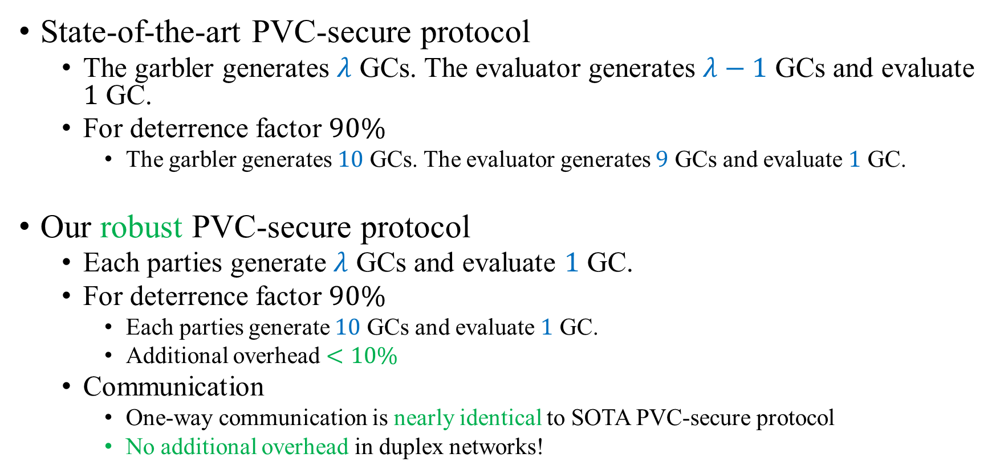 • State-of-the-art PVC-secure protocol
• The garbler generates λ GCs. The evaluator generates λ − 1 GCs and evaluate
1 GC.
• For deterrence factor 90%
• The garbler generates 10 GCs. The evaluator generates 9 GCs and evaluate 1 GC.
• Our robust PVC-secure protocol
• Each parties generate λ GCs and evaluate 1 GC.
• For deterrence factor 90%
• Each parties generate 10 GCs and evaluate 1 GC.
• Additional overhead < 10%
• Communication
• One-way communication is nearly identical to SOTA PVC-secure protocol
• No additional overhead in duplex networks!